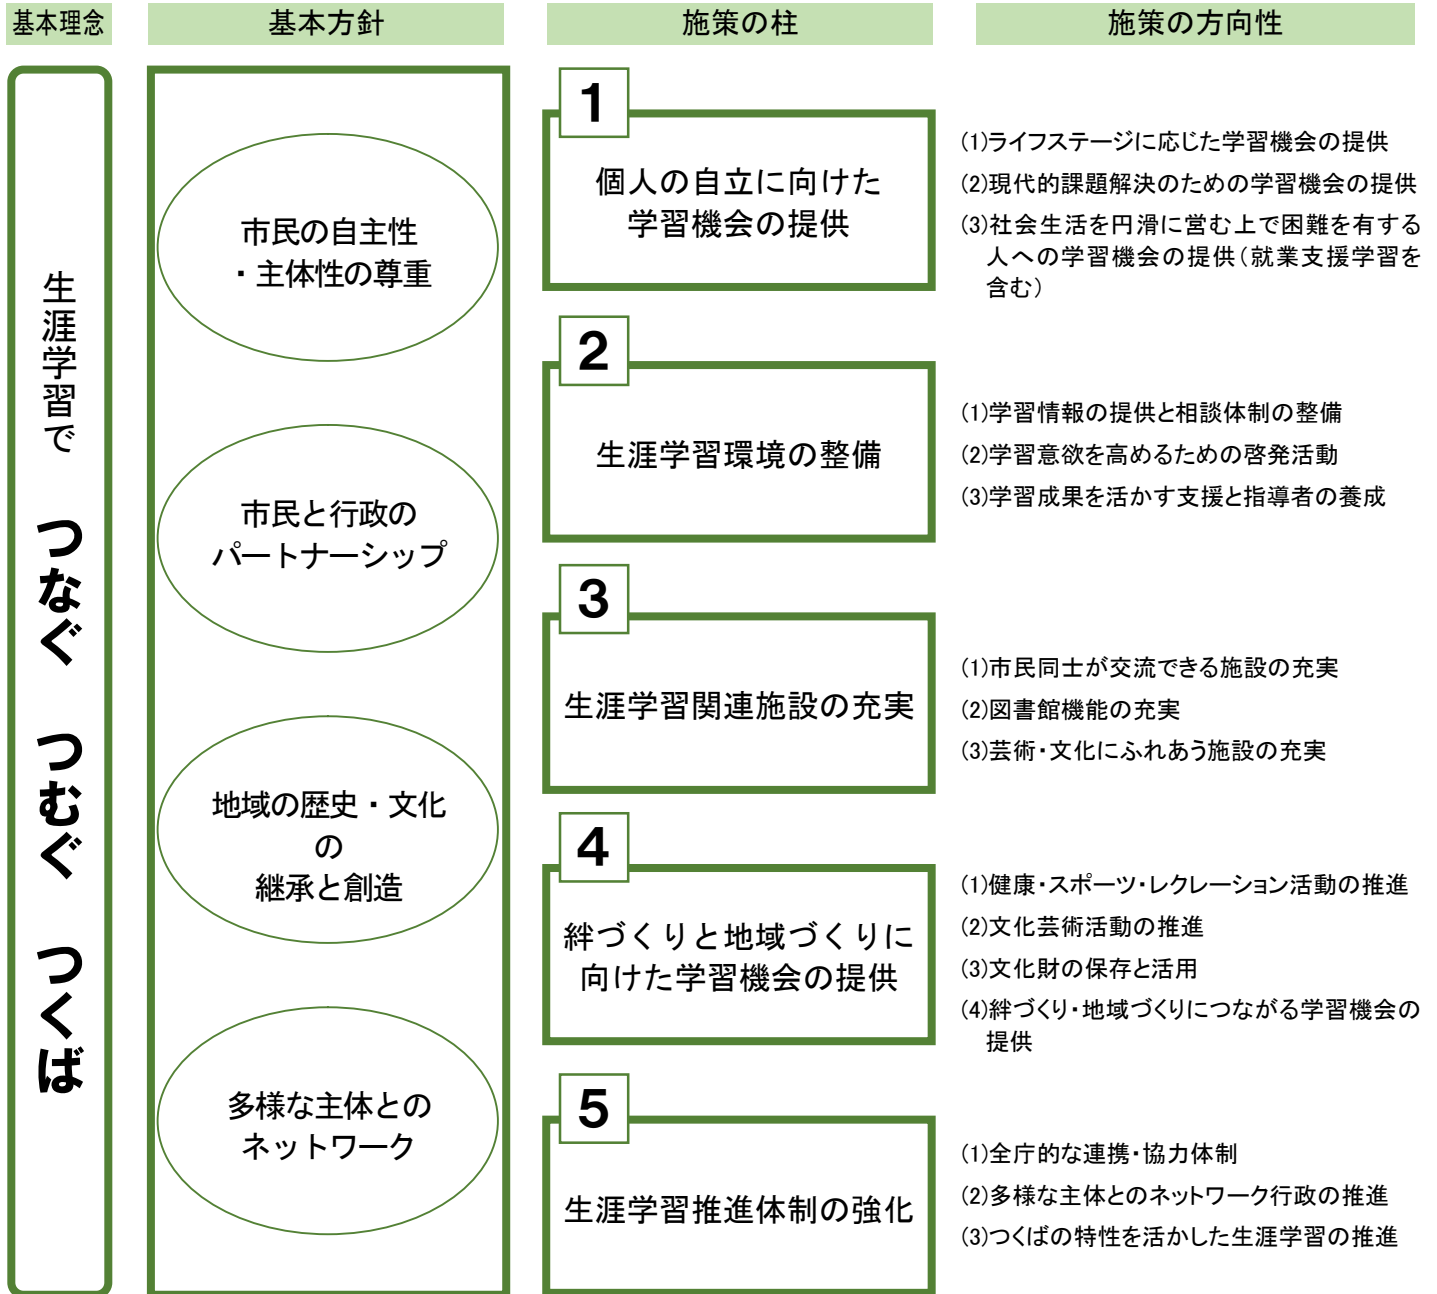 基本理念
基本方針
施策の柱
施策の方向性
生涯学習で つなぐ つむぐ つくば
市民の自主性
・主体性の尊重
市民と行政の
パートナーシップ
地域の歴史・文化
の
継承と創造
多様な主体との
ネットワーク
1
個人の自立に向けた
学習機会の提供
(1)ライフステージに応じた学習機会の提供
(2)現代的課題解決のための学習機会の提供
(3)社会生活を円滑に営む上で困難を有する
人への学習機会の提供(就業支援学習を
含む)
2
生涯学習環境の整備
(1)学習情報の提供と相談体制の整備
(2)学習意欲を高めるための啓発活動
(3)学習成果を活かす支援と指導者の養成
3
生涯学習関連施設の充実
(1)市民同士が交流できる施設の充実
(2)図書館機能の充実
(3)芸術・文化にふれあう施設の充実
4
絆づくりと地域づくりに
向けた学習機会の提供
(1)健康・スポーツ・レクレーション活動の推進
(2)文化芸術活動の推進
(3)文化財の保存と活用
(4)絆づくり・地域づくりにつながる学習機会の
提供
5
生涯学習推進体制の強化
(1)全庁的な連携・協力体制
(2)多様な主体とのネットワーク行政の推進
(3)つくばの特性を活かした生涯学習の推進